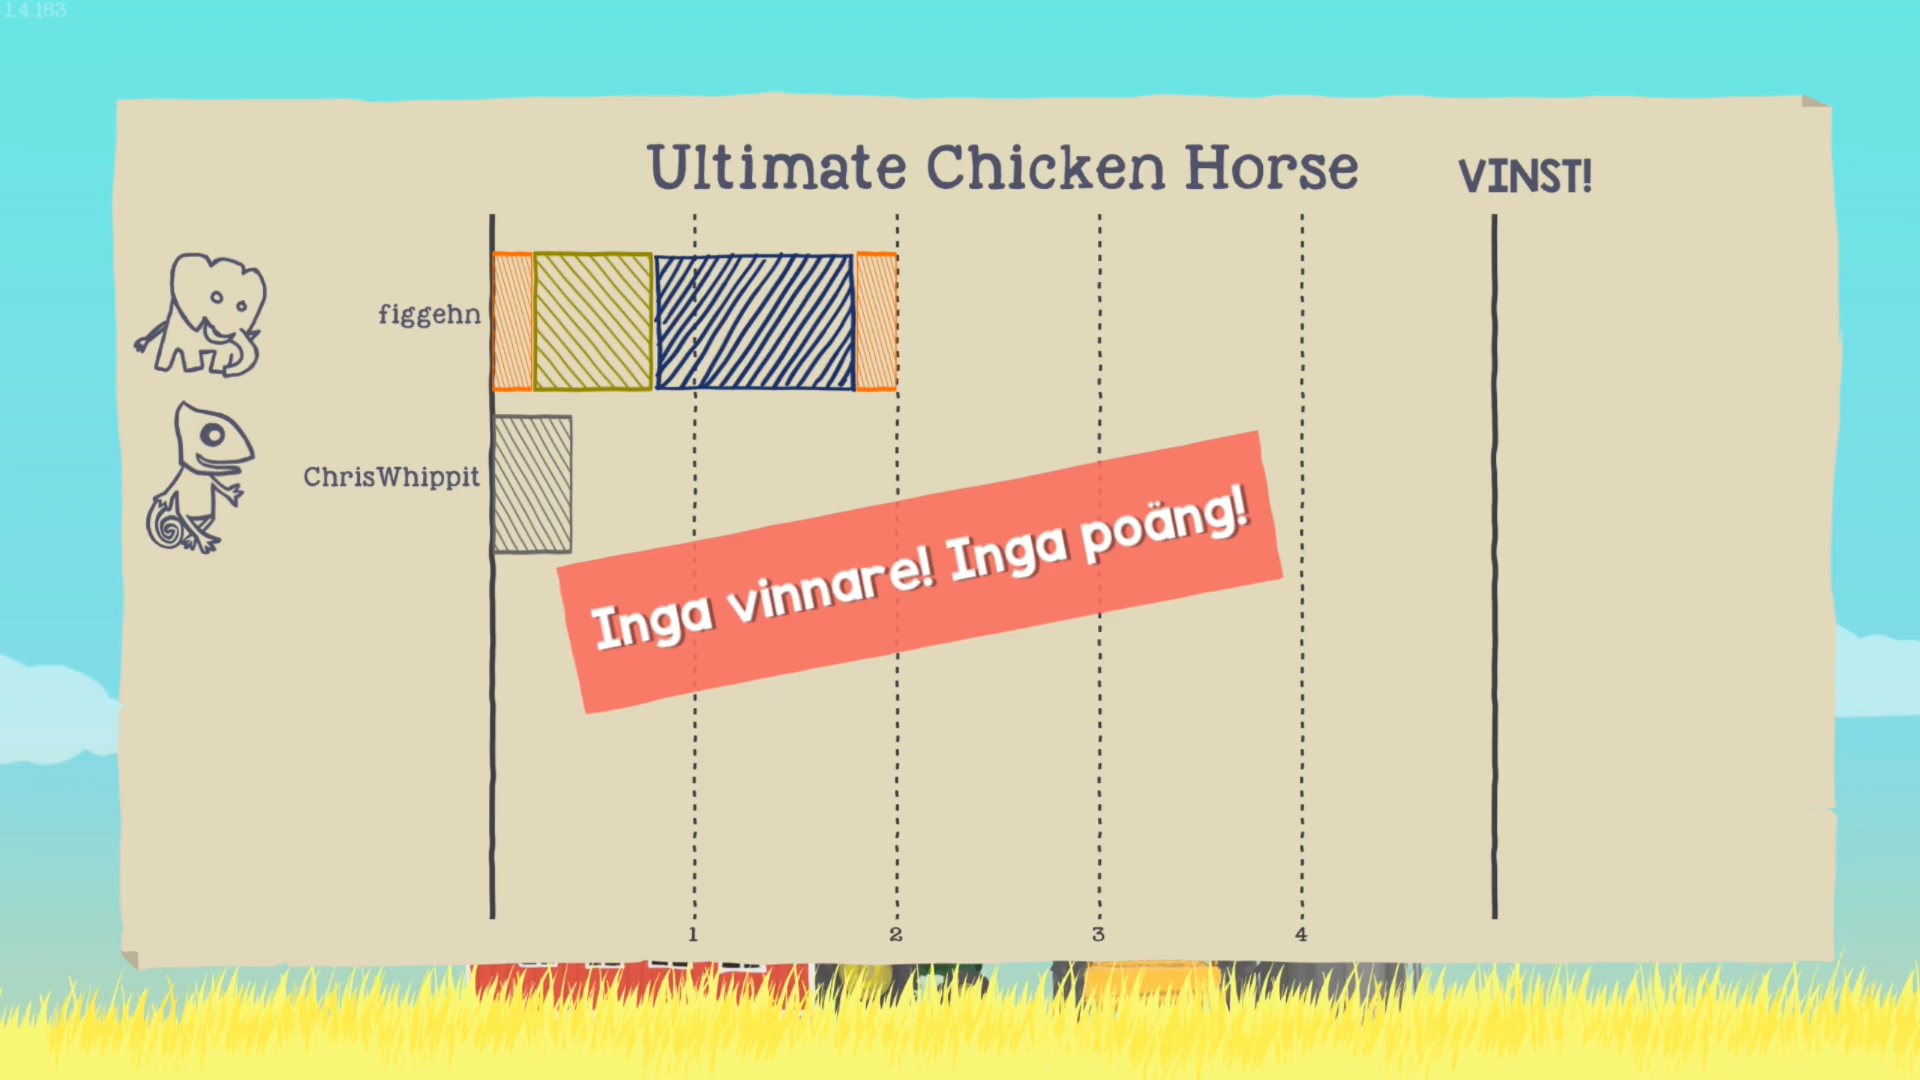 1.4.163
Ultimate Chicken Horse
VINST!
figgehn
ChrisWhippit
Inga vinnare! Inga poäng!
1 2 3 4